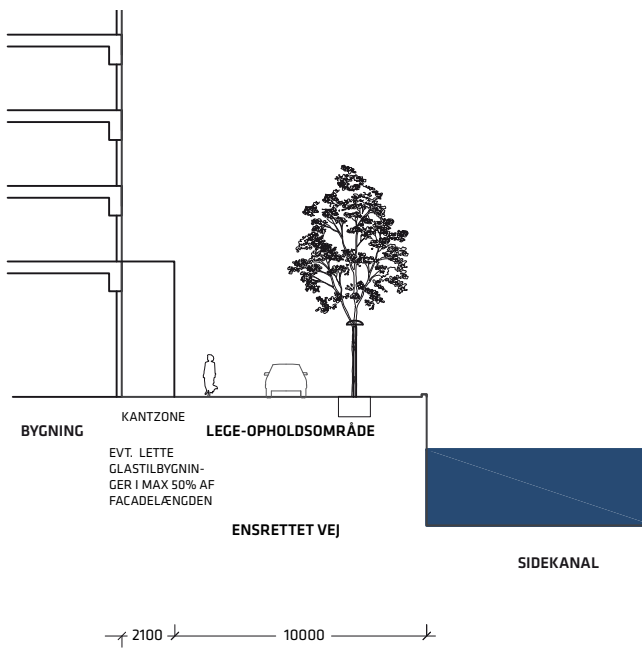 KANTZONE
BYGNING
LEGE-OPHOLDSOMRÅDE
EVT. LETTE
GLASTILBYGNIN-
GER I MAX 50% AF
FACADELÆNGDEN
ENSRETTET VEJ
SIDEKANAL
2100
10000